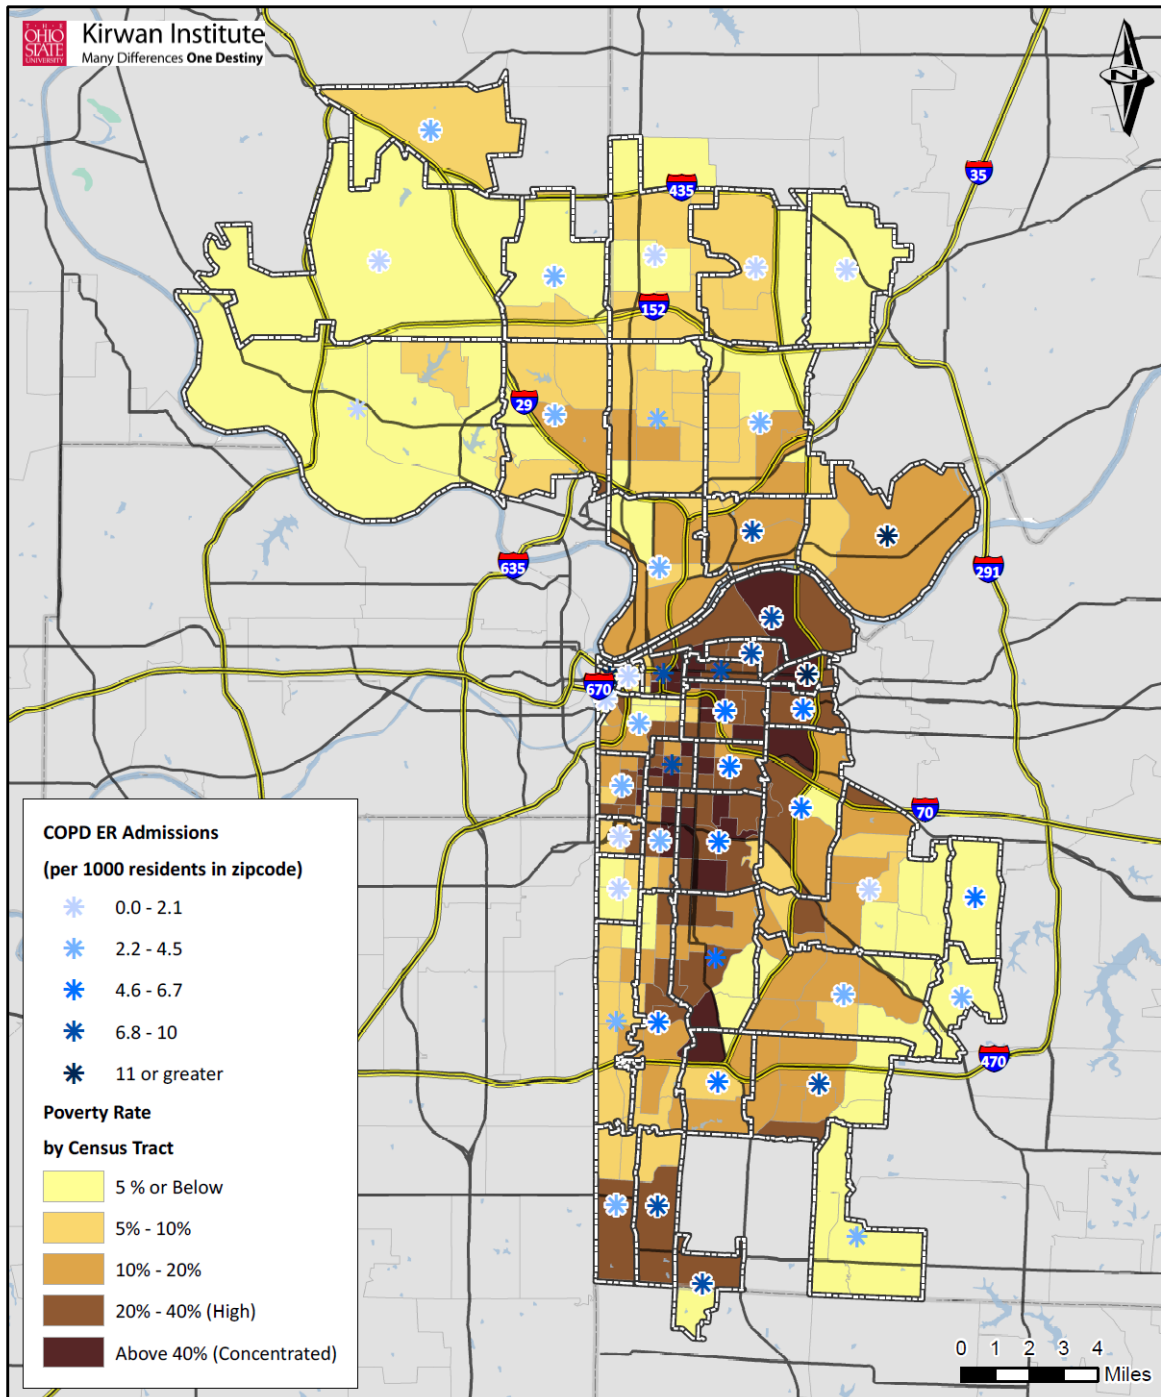 THE
OHIO
STATE
UNIVERSITY
Kirwan Institute
Many Differences One Destiny
N
35
435
152
29
635
291
670
70
470
COPD ER Admissions
(per 1000 residents in zipcode)
0.0 - 2.1
2.2 - 4.5
4.6 - 6.7
6.8 - 10
11 or greater
Poverty Rate
by Census Tract
5 % or Below
5% - 10%
10% - 20%
20% - 40% (High)
Above 40% (Concentrated)
0 1 2 3 4
Miles